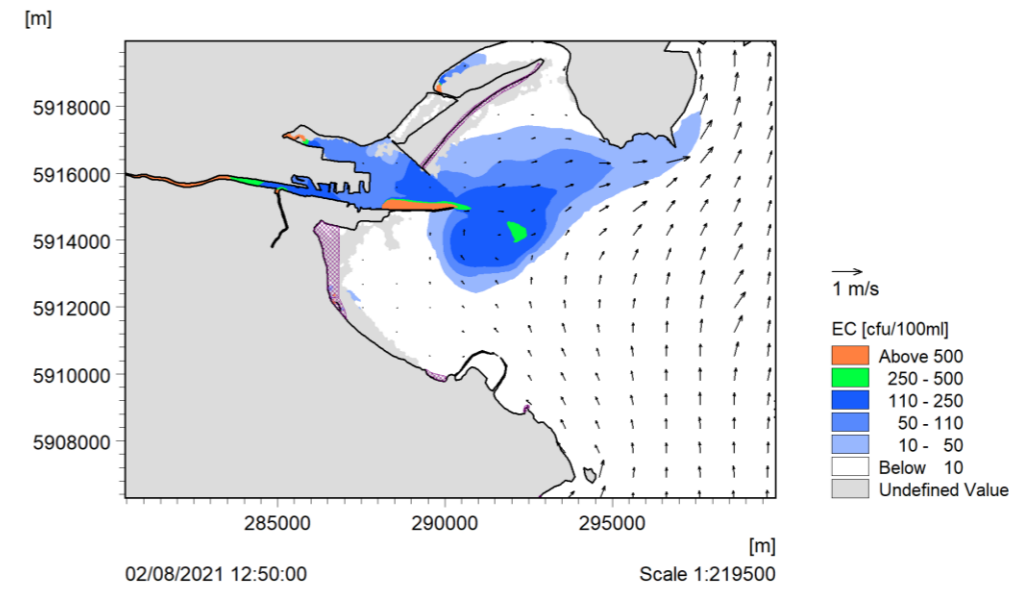 [m]
5918000
5916000
5914000
5912000
5910000
5908000
285000
290000
295000
[m]
02/08/2021 12:50:00
Scale 1:219500
1 m/s
EC [cfu/100ml]
Above 500
250 - 500
110 - 250
50 - 110
10 - 50
Below 10
Undefined Value